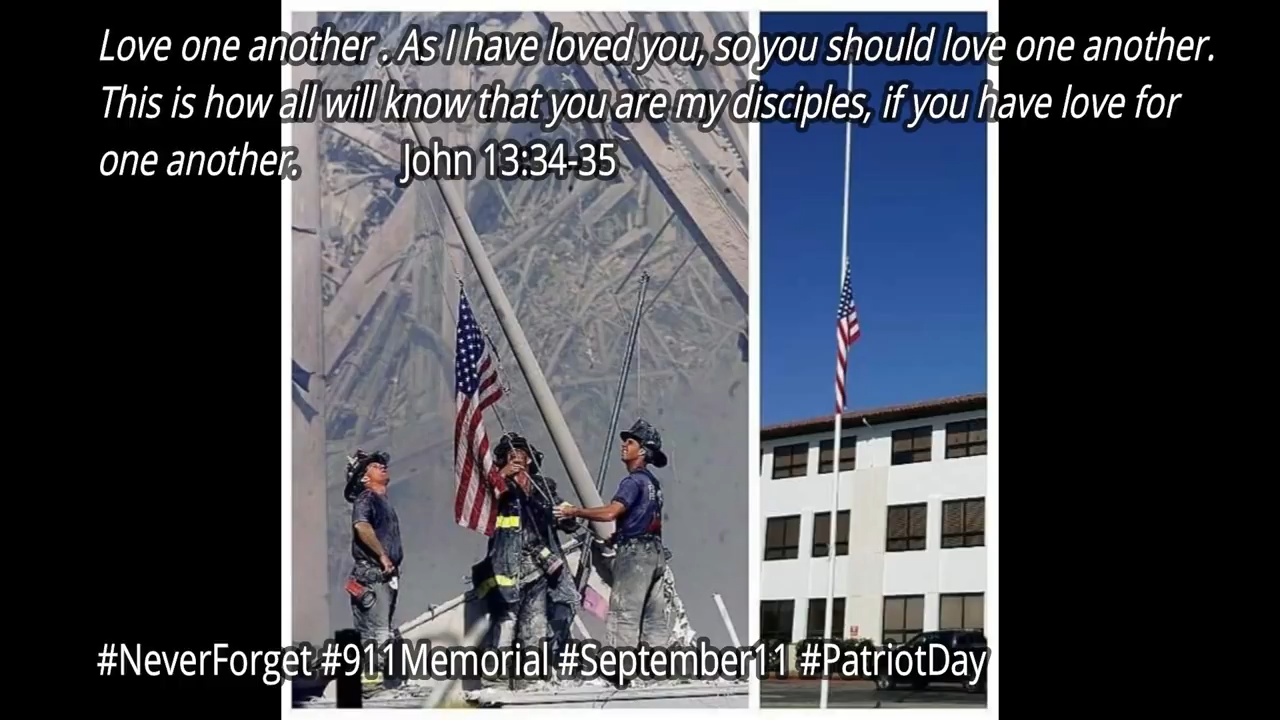 Love one another . As I have loved you, so you should love one another.
This is how all will know that you are my disciples, if you have love for
one another. John 13:34-35
#NeverForget #911Memorial #September11 #PatriotDay